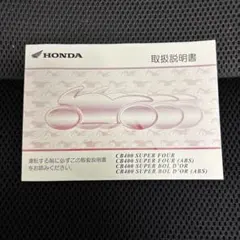 HONDA
取扱説明書
運転する前に必ずこの取扱説明書
をお読みください。
CB400 SUPER FOUR
CB400 SUPER FOUR (ABS)
CB400 SUPER BOL D'OR
CB400 SUPER BOL D'OR (ABS)